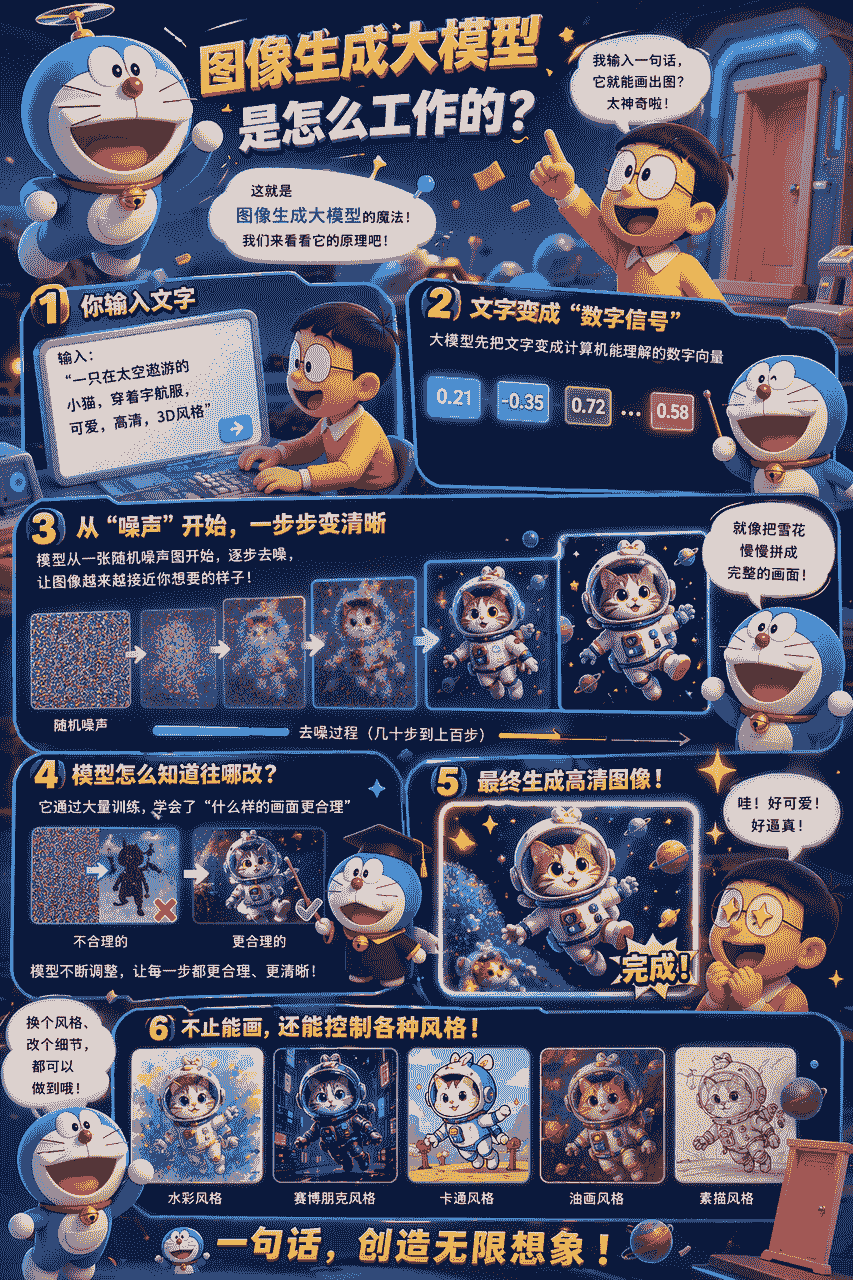 图像生成大模型
是怎么工作的？
我输入一句话，
它就能画出图？
太神奇啦！
这就是
图像生成大模型的魔法！
我们来看看它的原理吧！
1 你输入文字
输入：
“一只在太空遨游的
小猫，穿着宇航服，
可爱，高清，3D风格”
2 文字变成“数字信号”
大模型先把文字变成计算机能理解的数字向量
0.21 -0.35 0.72 … 0.58
3 从“噪声”开始，一步步变清晰
模型从一张随机噪声图开始，逐步去噪，
让图像越来越接近你想要的样子！
就像把雪花
慢慢拼成
完整的画面！
随机噪声
去噪过程（几十步到上百步）
4 模型怎么知道往哪改？
它通过大量训练，学会了“什么样的画面更合理”
不合理的
更合理的
模型不断调整，让每一步都更合理、更清晰！
5 最终生成高清图像！
哇！好可爱！
好逼真！
完成！
换个风格、
改个细节，
都可以
做到哦！
6 不止能画，还能控制各种风格！
水彩风格
赛博朋克风格
卡通风格
油画风格
素描风格
一句话，创造无限想象！